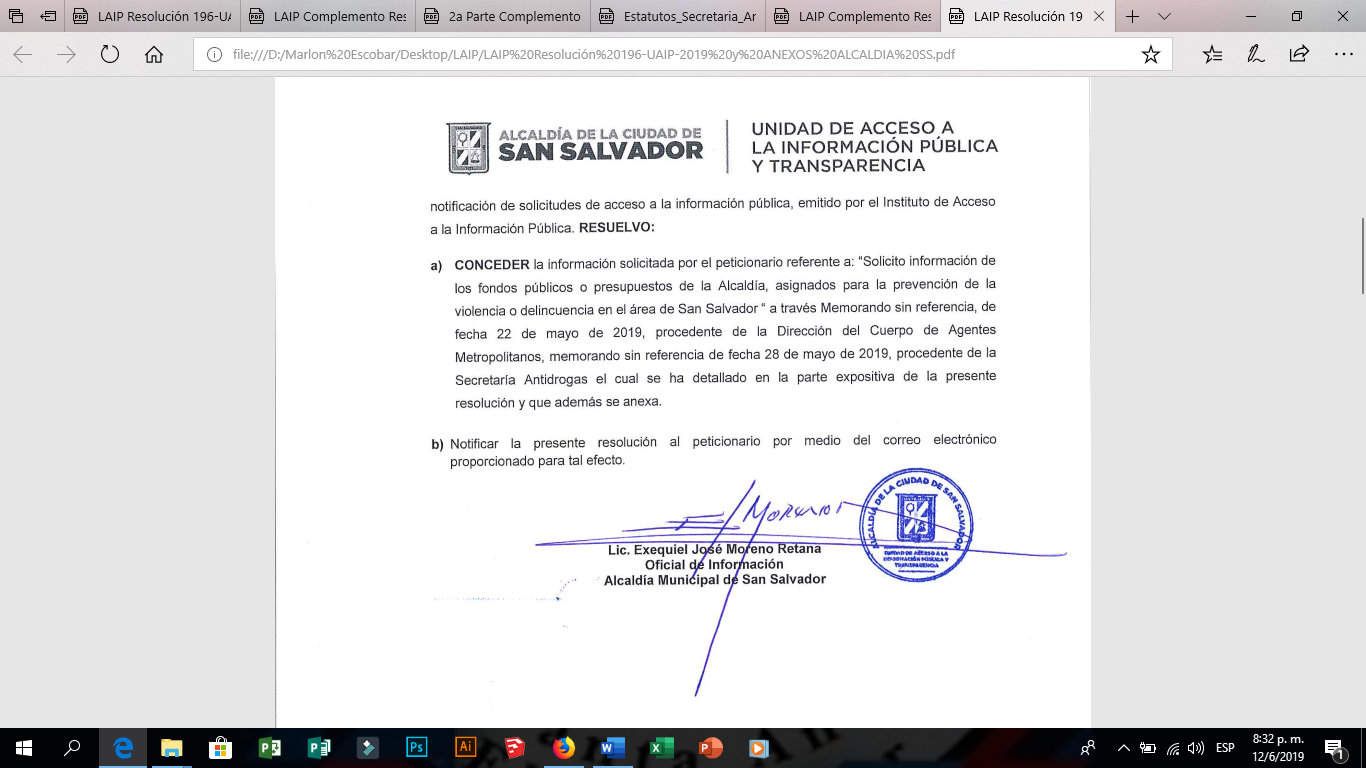 LAIP Resolución 196-UA
LAIP Complemento Res
2a Parte Complemento
Estatutos_Secretaria_Ar
LAIP Complemento Res
LAIP Resolución 19
file:///D:/Marlon%20Escobar/Desktop/LAIP/LAIP%20Resolución%20196-UAIP-2019%20y%20ANEXOS%20ALCALDIA%20SS.pdf
ALCALDÍA DE LA CIUDAD DE
SAN SALVADOR
UNIDAD DE ACCESO A
LA INFORMACIÓN PÚBLICA
Y TRANSPARENCIA
notificación de solicitudes de acceso a la información pública, emitido por el Instituto de Acceso
a la Información Pública. RESUELVO:
a) CONCEDER la información solicitada por el peticionario referente a: “Solicito información de
los fondos públicos o presupuestos de la Alcaldía, asignados para la prevención de la
violencia o delincuencia en el área de San Salvador “ a través Memorando sin referencia, de
fecha 22 de mayo de 2019, procedente de la Dirección del Cuerpo de Agentes
Metropolitanos, memorando sin referencia de fecha 28 de mayo de 2019, procedente de la
Secretaría Antidrogas el cual se ha detallado en la parte expositiva de la presente
resolución y que además se anexa.
b) Notificar la presente resolución al peticionario por medio del correo electrónico
proporcionado para tal efecto.
ALCALDÍA DE LA CIUDAD DE SAN SALVADOR
UNIDAD DE ACCESO A LA
INFORMACIÓN PÚBLICA Y
TRANSPARENCIA
Lic. Exequiel José Moreno Retana
Oficial de Información
Alcaldía Municipal de San Salvador
ESP
8:32 p. m.
12/6/2019
1